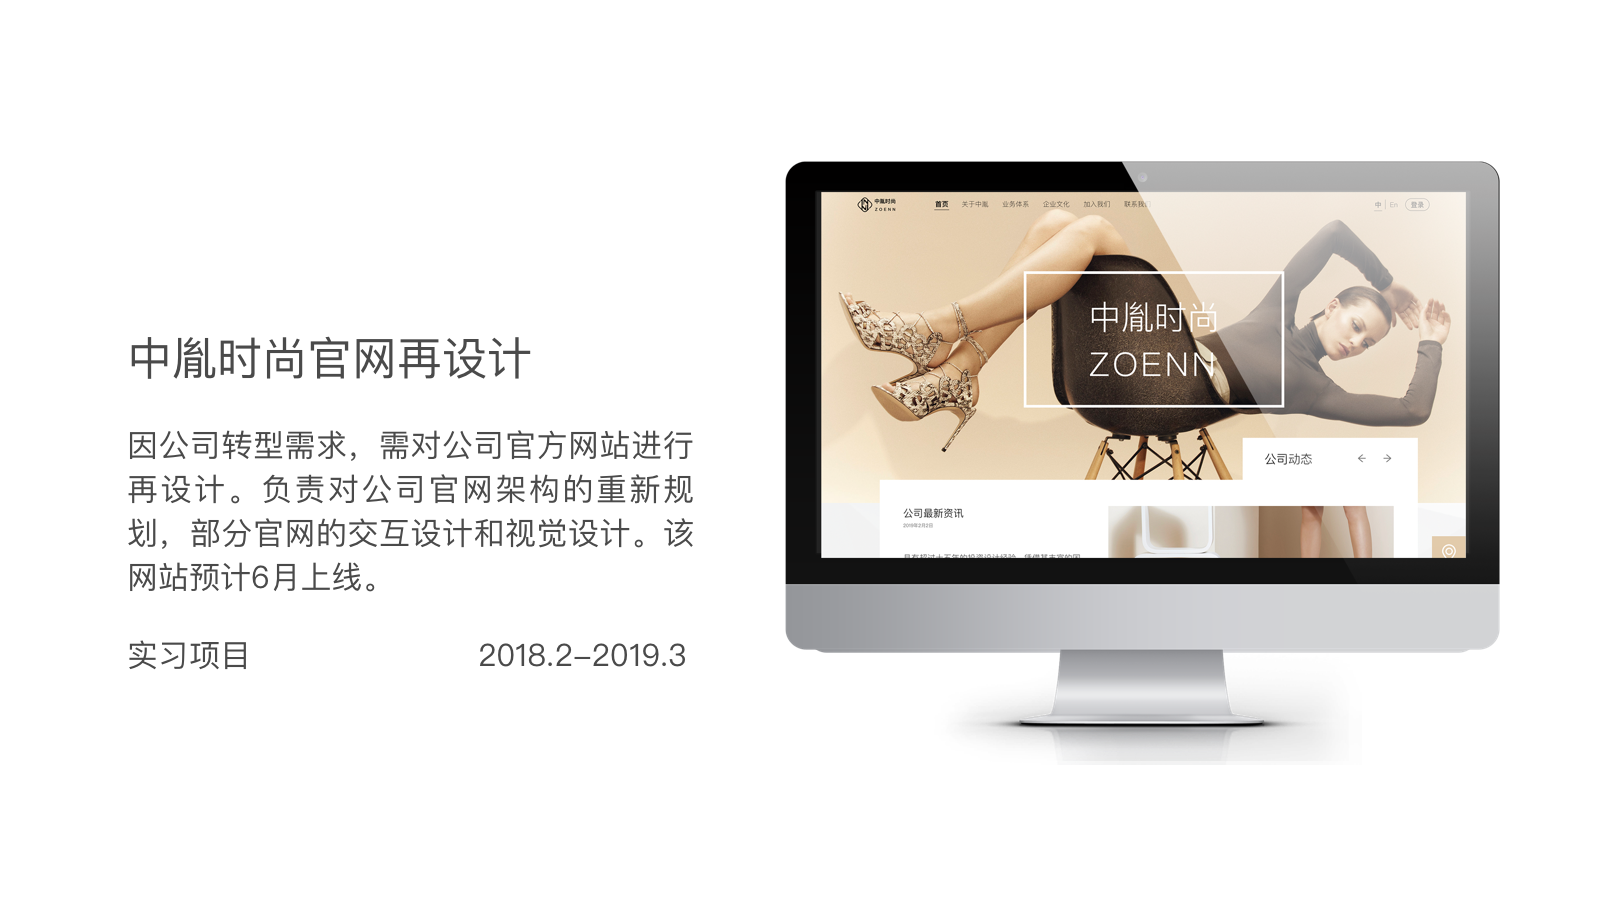 中胤时尚官网再设计
因公司转型需求，需对公司官方网站进行
再设计。负责对公司官网架构的重新规
划，部分官网的交互设计和视觉设计。该
网站预计6月上线。
实习项目 2018.2–2019.3
中胤时尚
ZOENN
首页 关于中胤 业务体系 企业文化 加入我们 联系我们
中 | En 登录
中胤时尚
ZOENN
公司动态
公司最新资讯
2019年2月2日